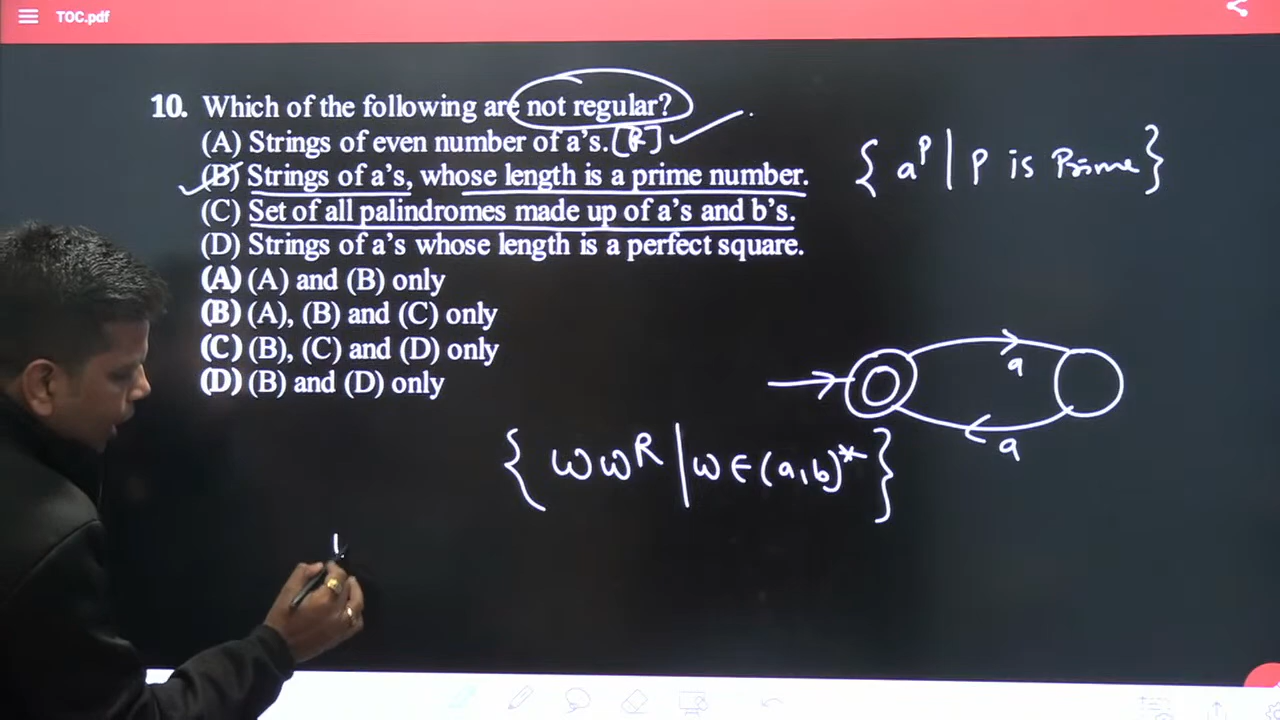 TOC.pdf
10. Which of the following are not regular?
(A) Strings of even number of a's. [R]
(B) Strings of a's, whose length is a prime number.
{ a^p | P is Prime }
(C) Set of all palindromes made up of a's and b's.
(D) Strings of a's whose length is a perfect square.
(A) (A) and (B) only
(B) (A), (B) and (C) only
(C) (B), (C) and (D) only
(D) (B) and (D) only
a
a
{ ωω^R | ω ∈ (a,b)* }